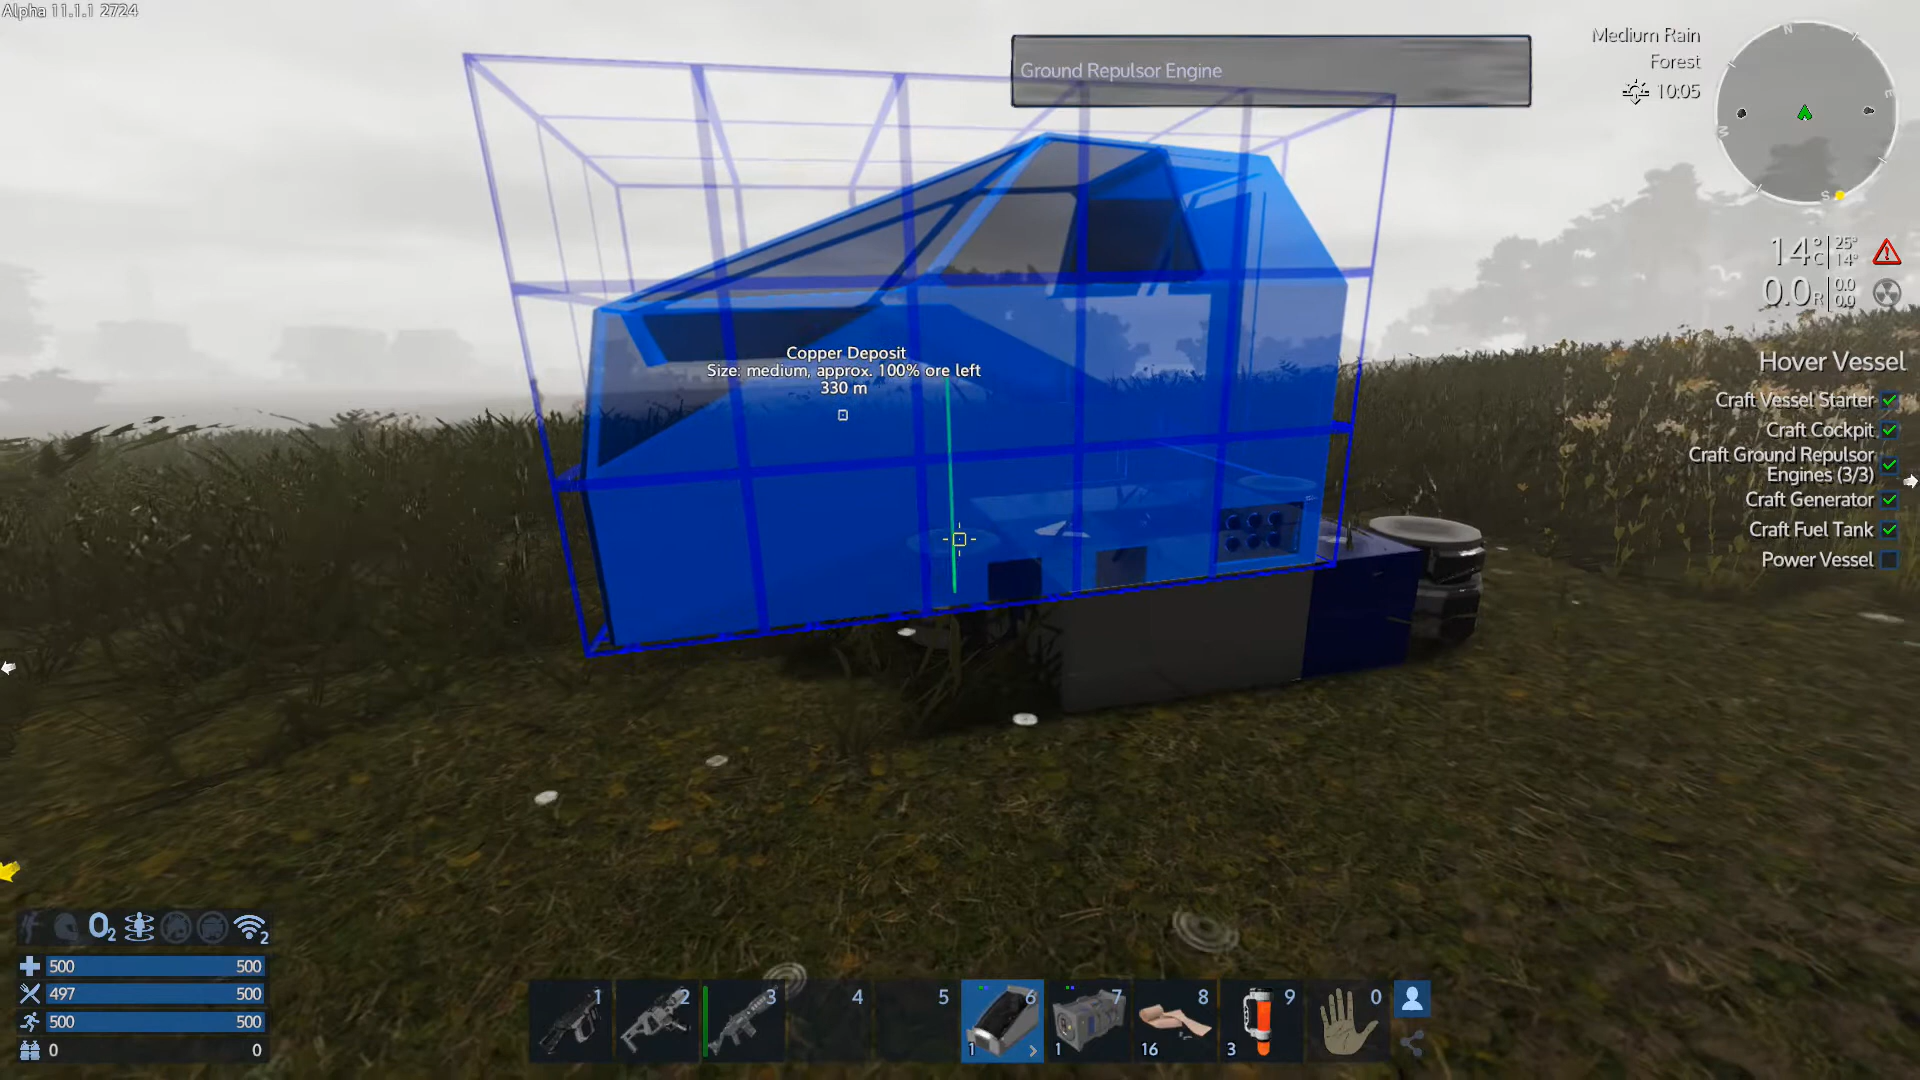 Alpha 11.1.1 2724
Ground Repulsor Engine
Medium Rain
Forest
10:05
N
E
S
W
14°C 25° 14°
0.0R 0.0 0.0
Hover Vessel
Craft Vessel Starter
Craft Cockpit
Craft Ground Repulsor
Engines (3/3)
Craft Generator
Craft Fuel Tank
Power Vessel
Copper Deposit
Size: medium, approx. 100% ore left
330 m
O2 2
500 500
497 500
500 500
0 0
1 2 3 4 5 6 7 8 9 0
1 1 16 3